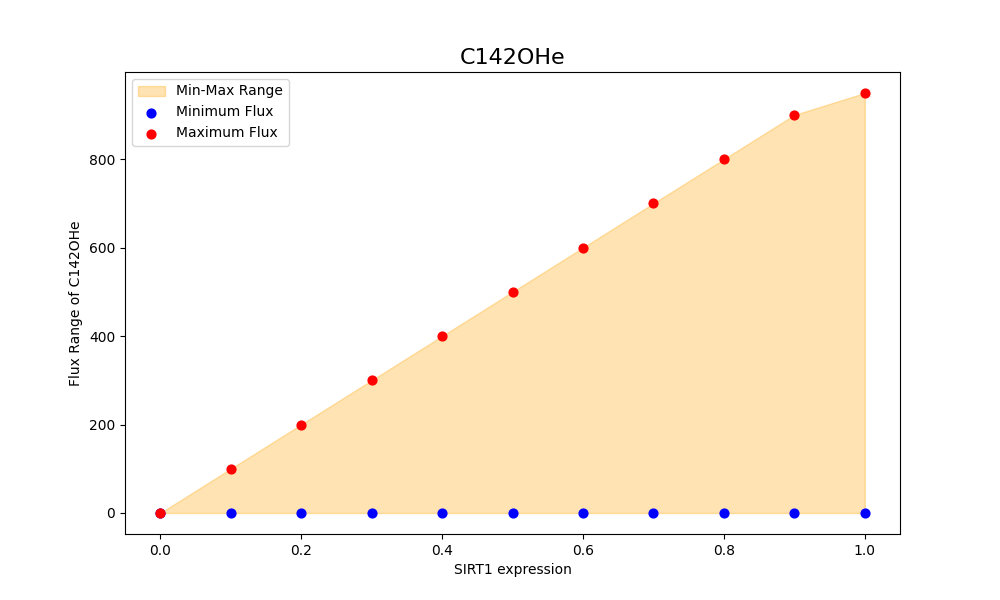 C142OHe
Min-Max Range
Minimum Flux
Maximum Flux
Flux Range of C142OHe
800
600
400
200
0
0.0 0.2 0.4 0.6 0.8 1.0
SIRT1 expression